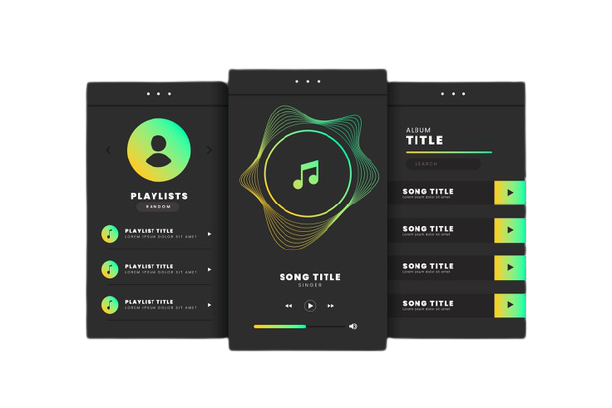 PLAYLISTS
RANDOM
PLAYLIST TITLE
LOREM IPSUM DOLOR SIT AMET
PLAYLIST TITLE
LOREM IPSUM DOLOR SIT AMET
PLAYLIST TITLE
LOREM IPSUM DOLOR SIT AMET
SONG TITLE
SINGER
ALBUM
TITLE
SEARCH
SONG TITLE
Lorem ipsum dolor sit amet
SONG TITLE
Lorem ipsum dolor sit amet
SONG TITLE
Lorem ipsum dolor sit amet
SONG TITLE
Lorem ipsum dolor sit amet